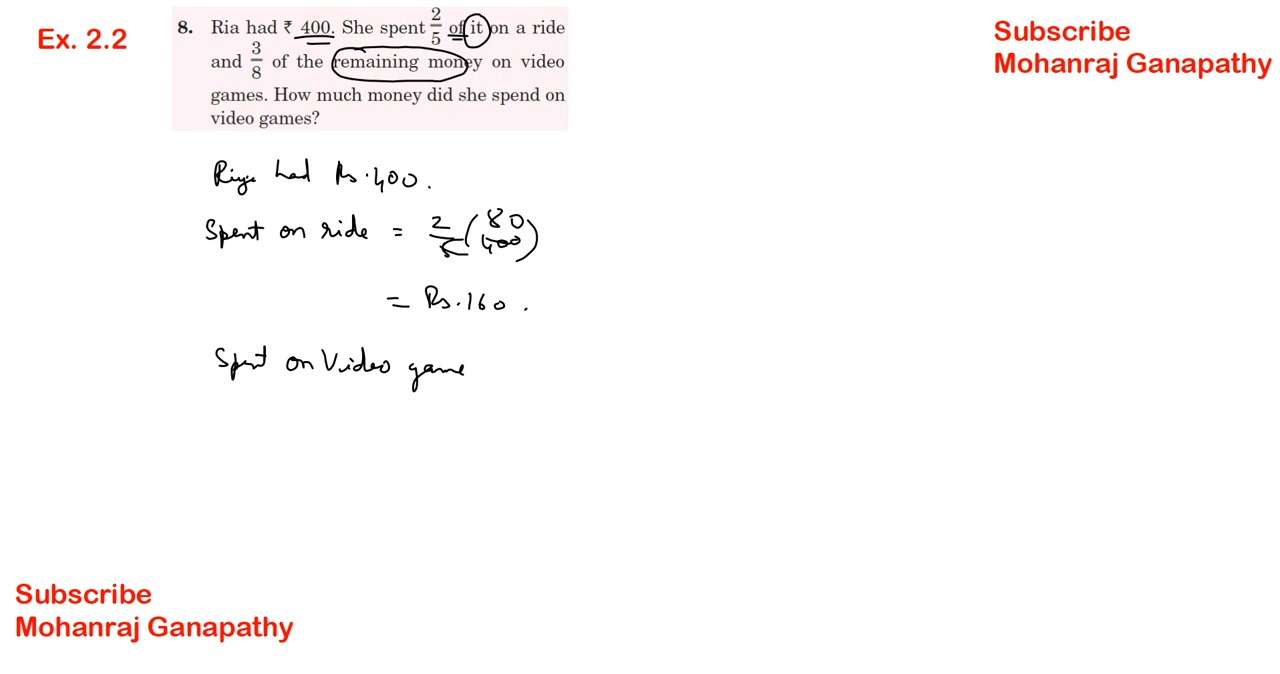 Ex. 2.2
8. Ria had ₹ 400. She spent 2/5 of it on a ride
and 3/8 of the remaining money on video
games. How much money did she spend on
video games?
Subscribe
Mohanraj Ganapathy
Riya had Rs.400.
Spent on ride = 2/5 (400) 80
= Rs.160.
Spent on Video game
Subscribe
Mohanraj Ganapathy